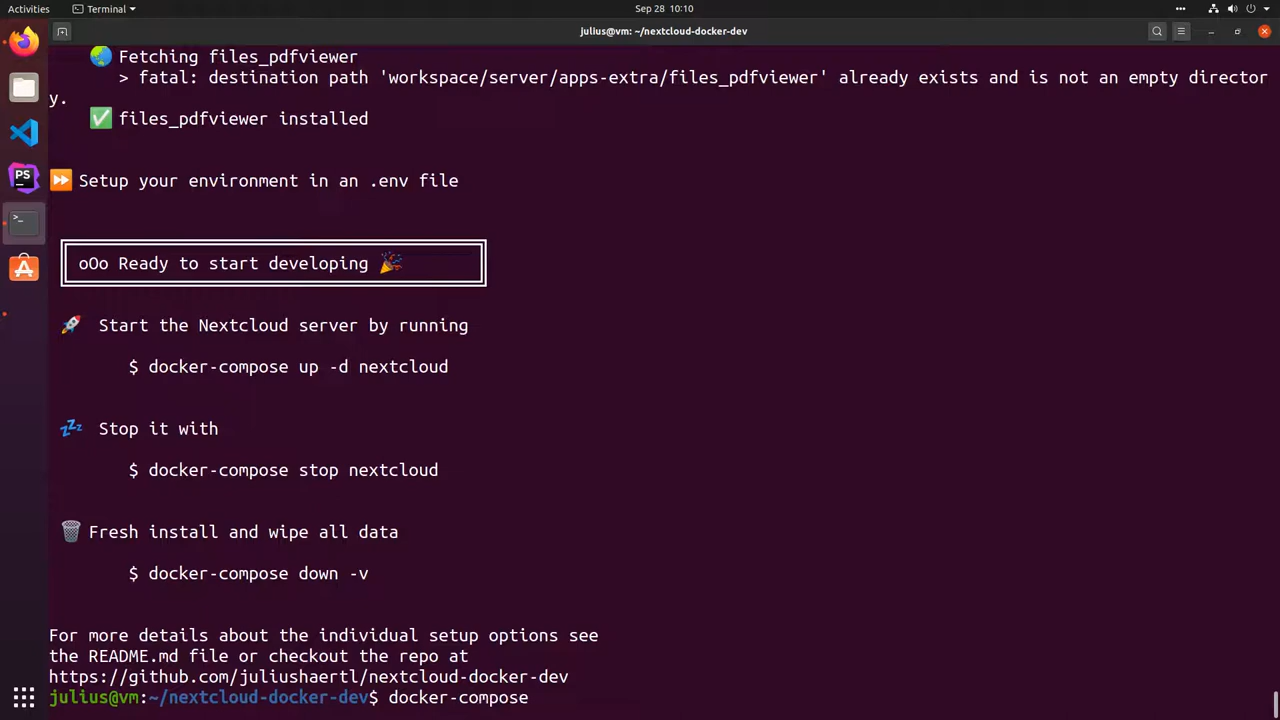 Activities
Terminal
Sep 28 10:10
julius@vm: ~/nextcloud-docker-dev
🌏 Fetching files_pdfviewer
> fatal: destination path 'workspace/server/apps-extra/files_pdfviewer' already exists and is not an empty director
y.
✅ files_pdfviewer installed
⏩ Setup your environment in an .env file
oOo Ready to start developing 🎉
🚀 Start the Nextcloud server by running
$ docker-compose up -d nextcloud
💤 Stop it with
$ docker-compose stop nextcloud
🗑️ Fresh install and wipe all data
$ docker-compose down -v
For more details about the individual setup options see
the README.md file or checkout the repo at
https://github.com/juliushaertl/nextcloud-docker-dev
julius@vm:~/nextcloud-docker-dev$ docker-compose
PS
>_